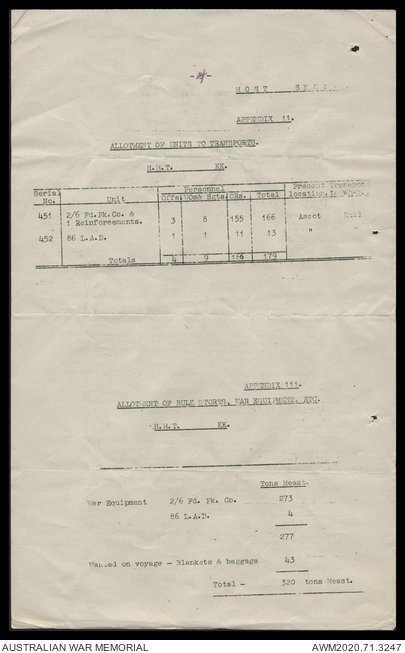 -4-
MOST
APPENDIX 11.
ALLOTMENT OF UNITS TO TRANSPORTS.
H.M.T. KK.
Serial No. Unit Personnel Offs. WOs& Sgts. ORs. Total Present Transport location.
451 2/6 Fd.Pk.Co. & 1 Reinforcements. 3 8 155 166 Ascot
452 86 L.A.D. 1 1 11 13 " "
Totals 4 9 166 179
APPENDIX 111.
ALLOTMENT OF BULK STORES, WAR EQUIPMENT, ETC.
H.M.T. KK.
Tons Meast.
War Equipment 2/6 Fd. Pk. Co. 273
86 L.A.D. 4
277
Wanted on voyage - Blankets & baggage 43
Total - 320 tons Meast.
AUSTRALIAN WAR MEMORIAL
AWM2020.71.3247